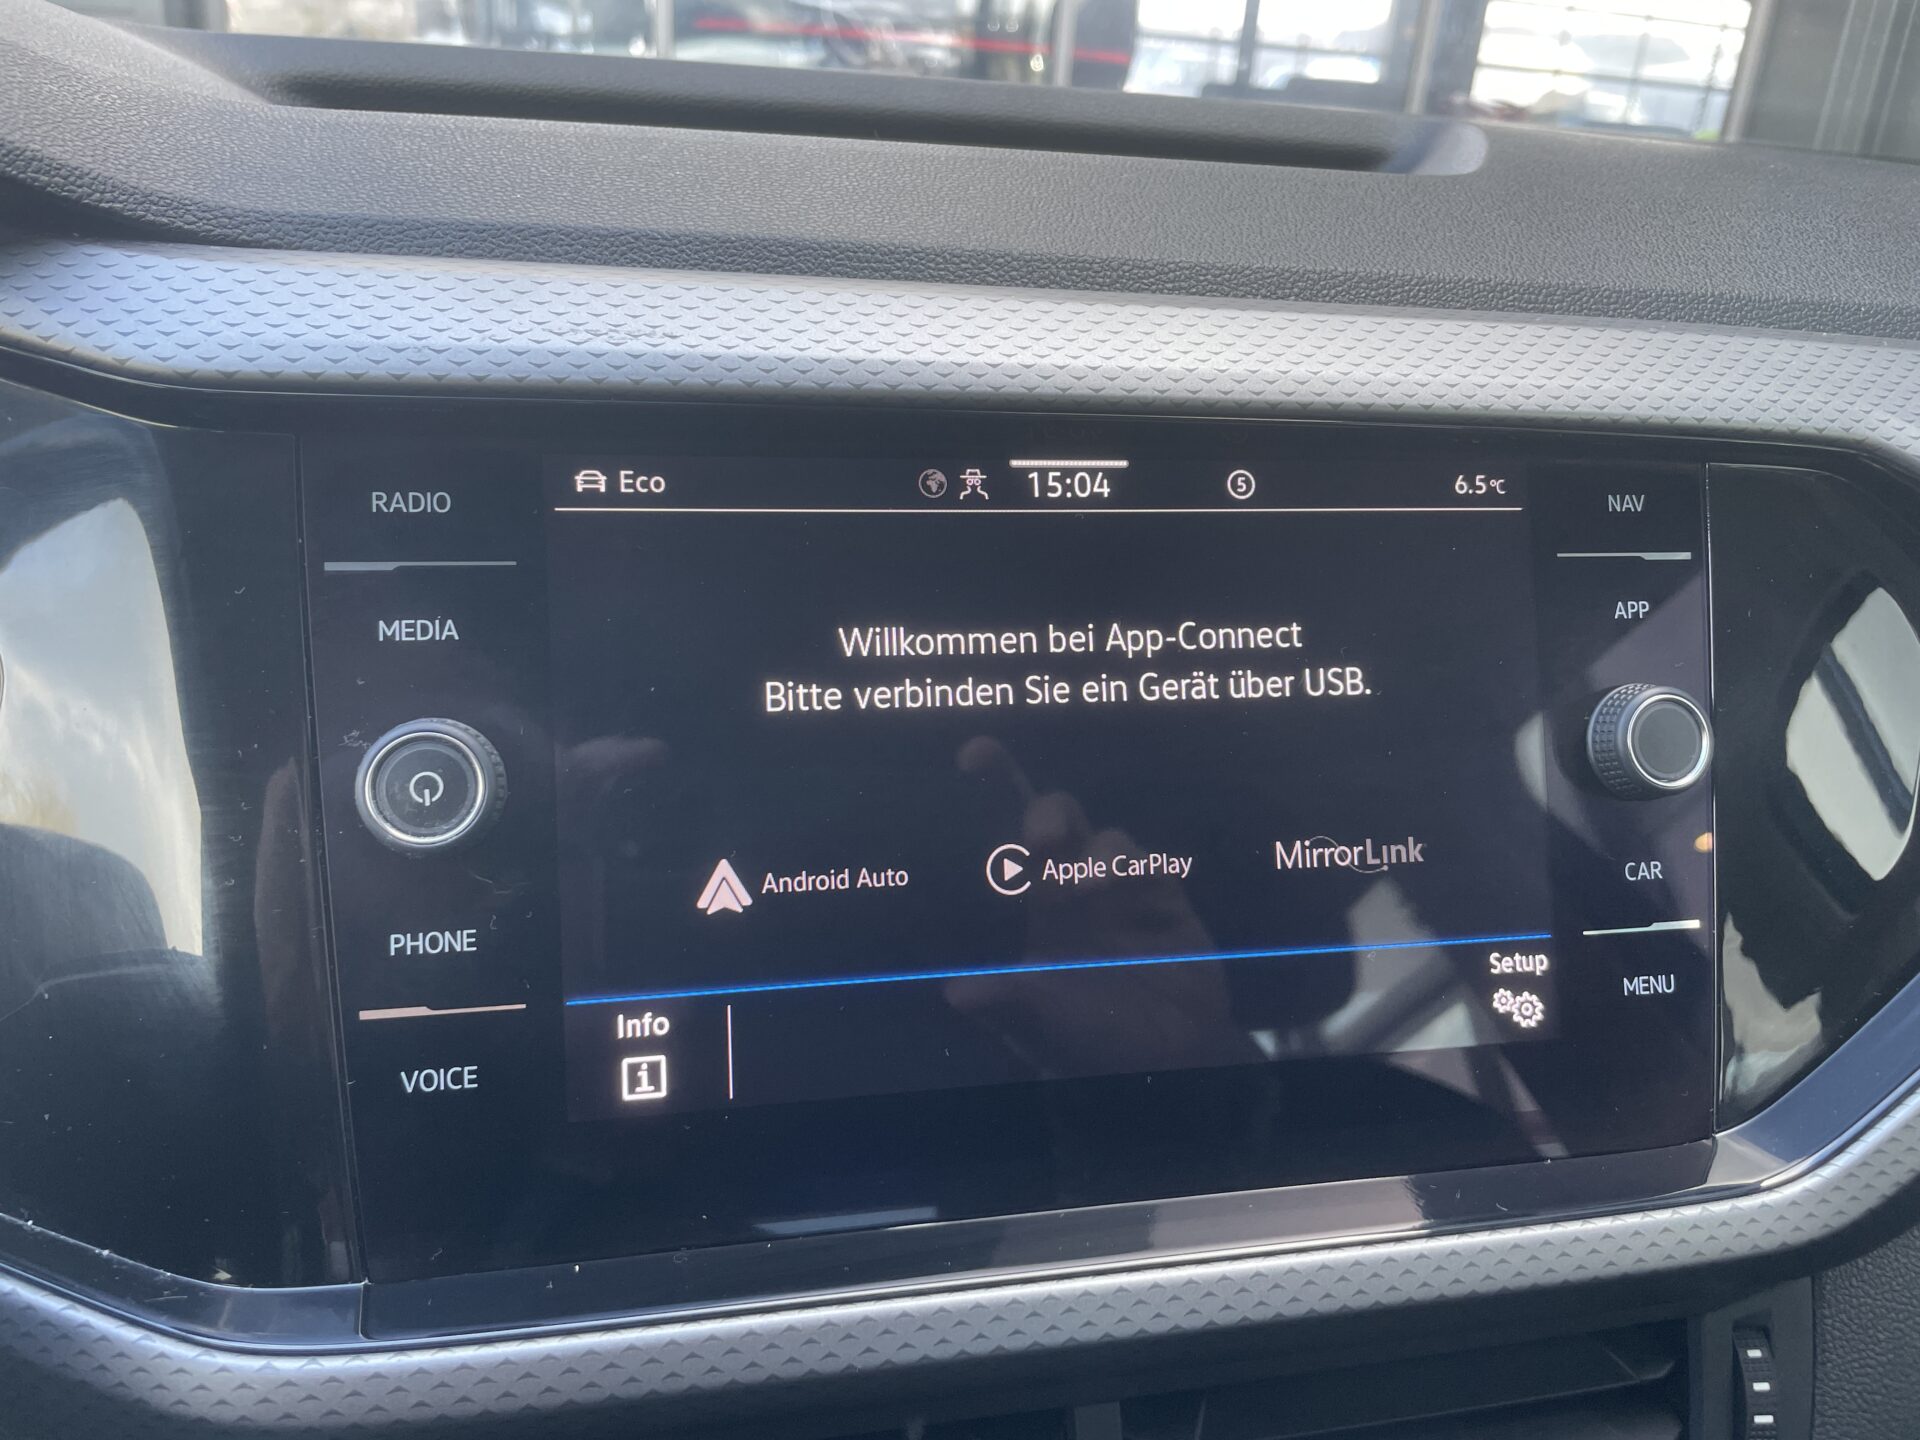 Eco 15:04 5 6.5°C
RADIO
MEDIA
PHONE
VOICE
Willkommen bei App-Connect
Bitte verbinden Sie ein Gerät über USB.
Android Auto
Apple CarPlay
MirrorLink
Info
i
Setup
NAV
APP
CAR
MENU